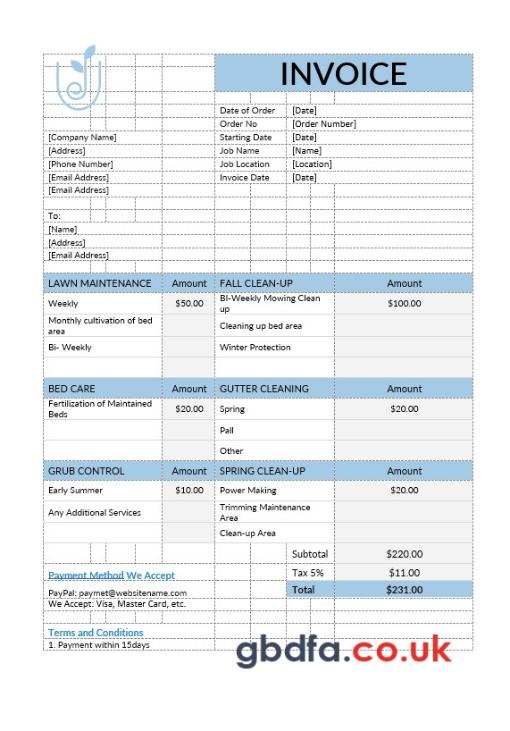 INVOICE
Date of Order [Date]
Order No [Order Number]
[Company Name] Starting Date [Date]
[Address] Job Name [Name]
[Phone Number] Job Location [Location]
[Email Address] Invoice Date [Date]
[Email Address]
To:
[Name]
[Address]
[Email Address]
LAWN MAINTENANCE Amount FALL CLEAN-UP Amount
Weekly $50.00 BI-Weekly Mowing Clean up $100.00
Monthly cultivation of bed area Cleaning up bed area
Bi- Weekly Winter Protection
BED CARE Amount GUTTER CLEANING Amount
Fertilization of Maintained Beds $20.00 Spring $20.00
Pall
Other
GRUB CONTROL Amount SPRING CLEAN-UP Amount
Early Summer $10.00 Power Making $20.00
Any Additional Services Trimming Maintenance Area
Clean-up Area
Subtotal $220.00
Payment Method We Accept Tax 5% $11.00
PayPal: paymet@websitename.com Total $231.00
We Accept: Visa, Master Card, etc.
Terms and Conditions
1. Payment within 15days
gbdfa.co.uk